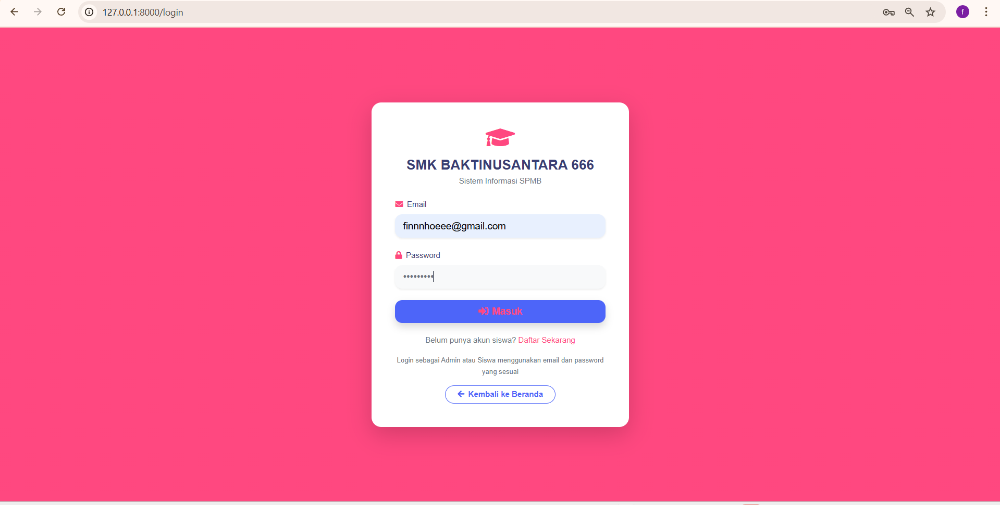 127.0.0.1:8000/login
f
SMK BAKTINUSANTARA 666
Sistem Informasi SPMB
Email
finnnhoeee@gmail.com
Password
•••••••••
Masuk
Belum punya akun siswa? Daftar Sekarang
Login sebagai Admin atau Siswa menggunakan email dan password
yang sesuai
Kembali ke Beranda